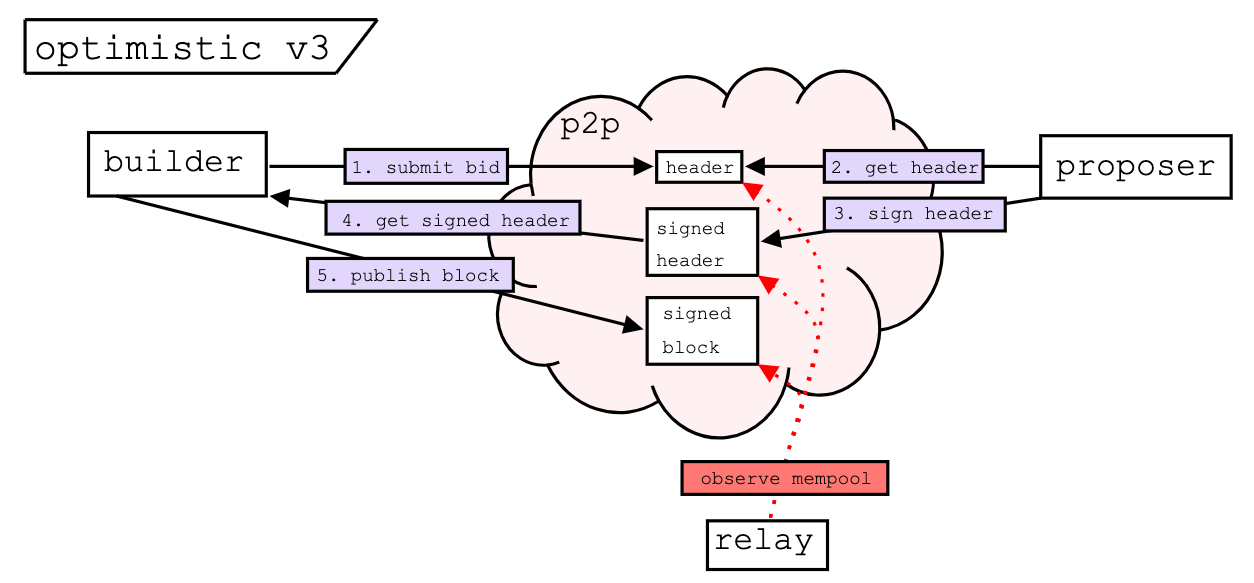 optimistic v3
p2p
builder
1. submit bid
header
2. get header
proposer
4. get signed header
signed
header
3. sign header
5. publish block
signed
block
observe mempool
relay